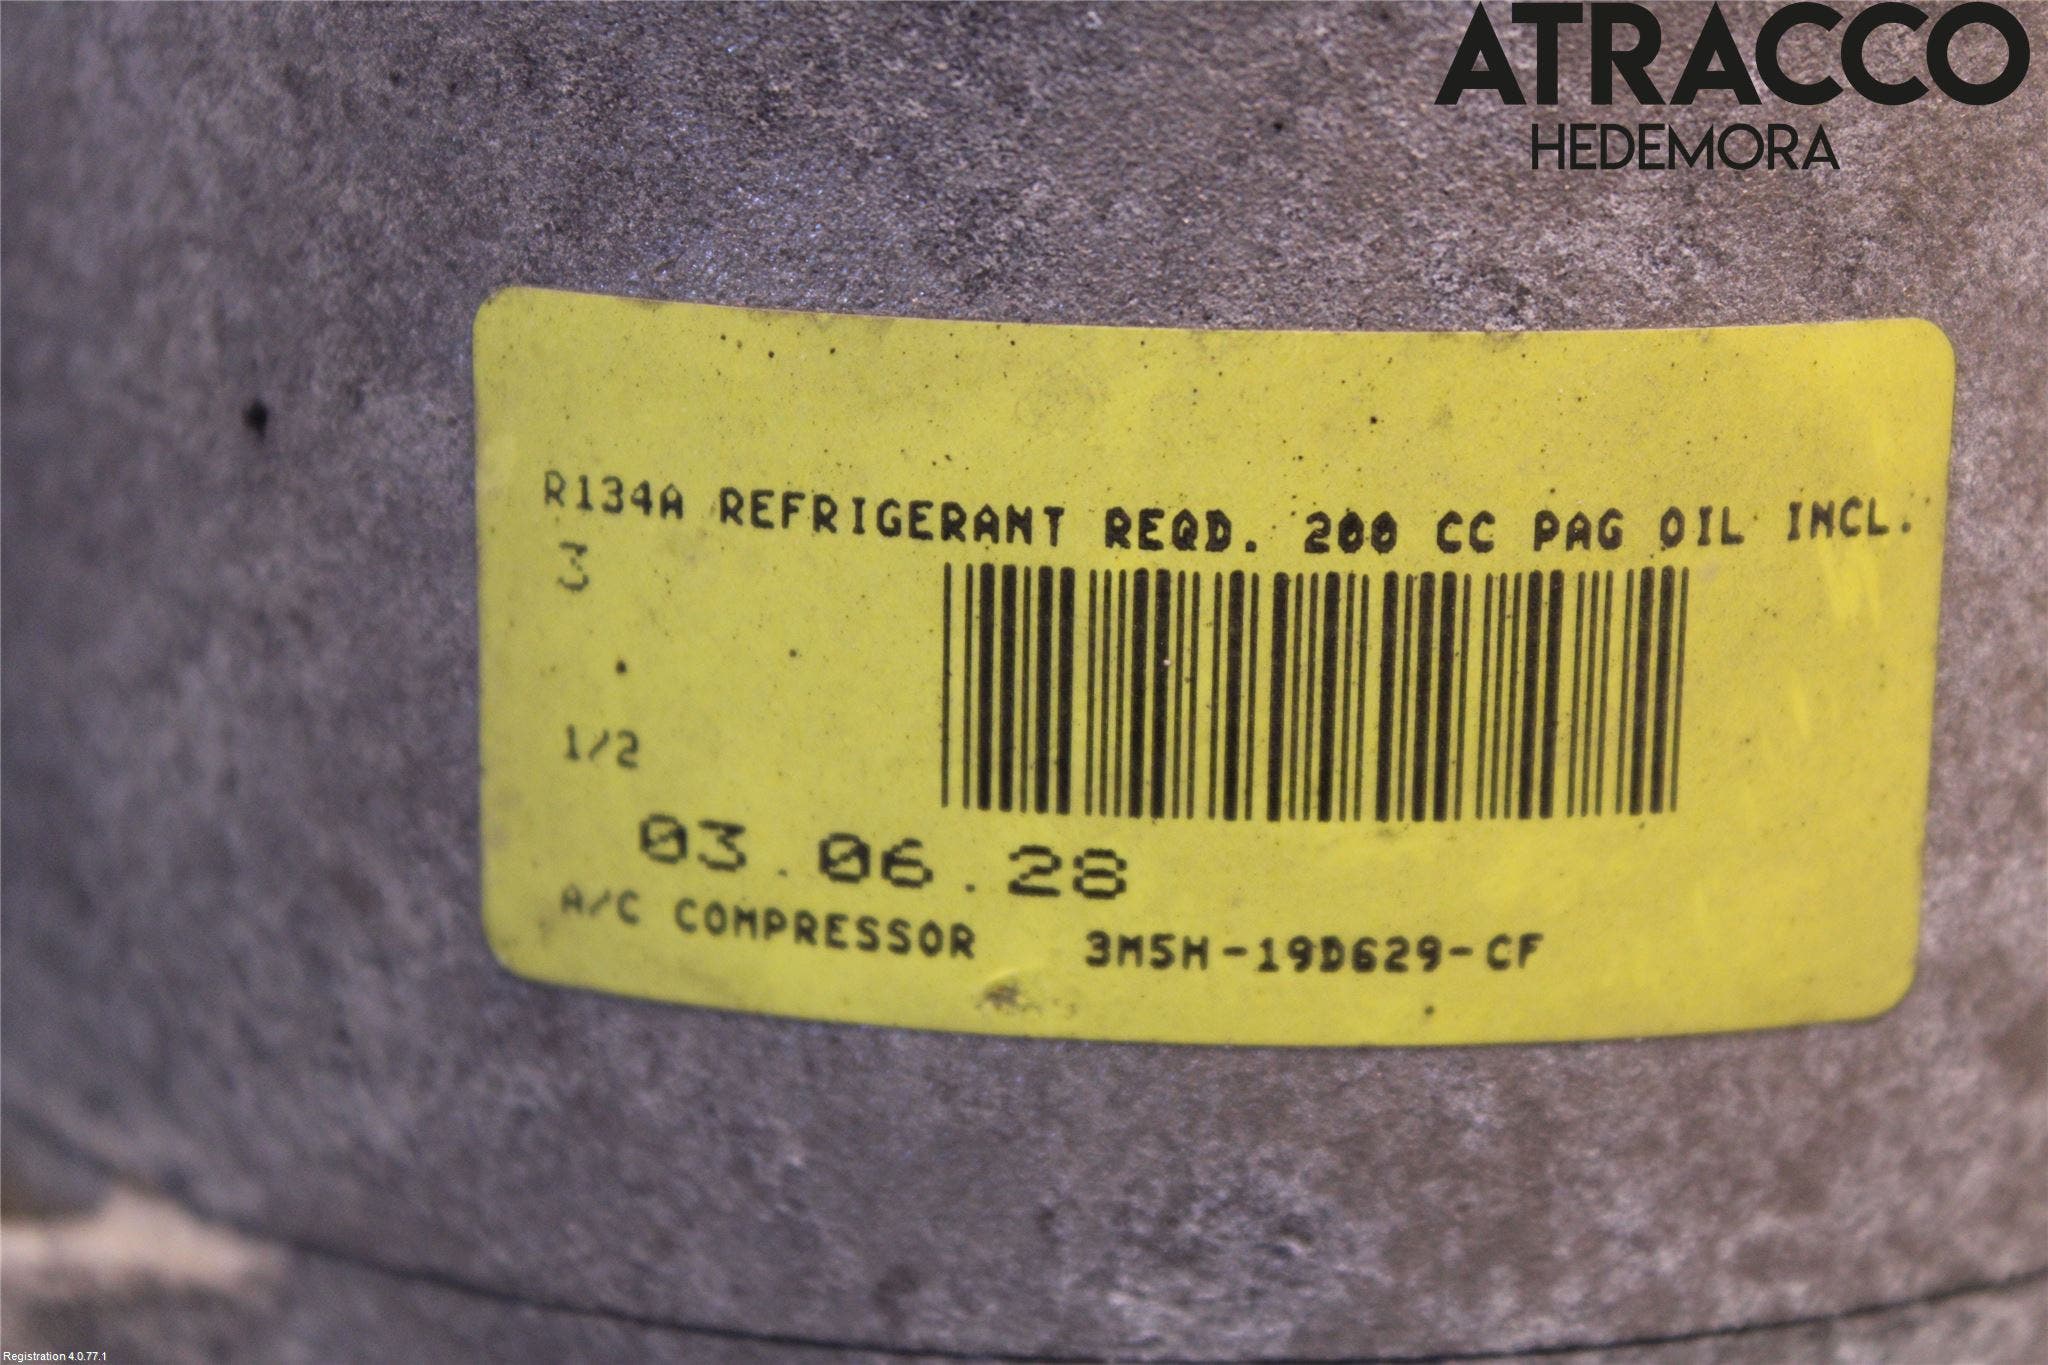 ATRACCO
HEDEMORA
R134A REFRIGERANT REQD. 200 CC PAG OIL INCL.
3
1/2
03.06.28
A/C COMPRESSOR 3M5H-19D629-CF
Registration 4.0.77.1